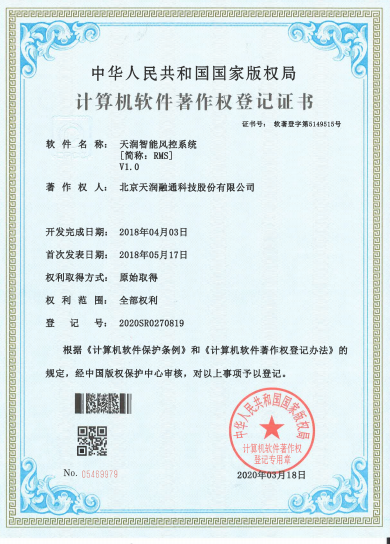 中华人民共和国国家版权局
计算机软件著作权登记证书
证书号： 软著登字第5149515号
软件名称： 天润智能风控系统
[简称：RMS]
V1.0
著作权人： 北京天润融通科技股份有限公司
开发完成日期： 2018年04月03日
首次发表日期： 2018年05月17日
权利取得方式： 原始取得
权利范围： 全部权利
登记号： 2020SR0270819
根据《计算机软件保护条例》和《计算机软件著作权登记办法》的
规定，经中国版权保护中心审核，对以上事项予以登记。
中华人民共和国国家版权局
计算机软件著作权
登记专用章
No. 05469979
2020年03月18日